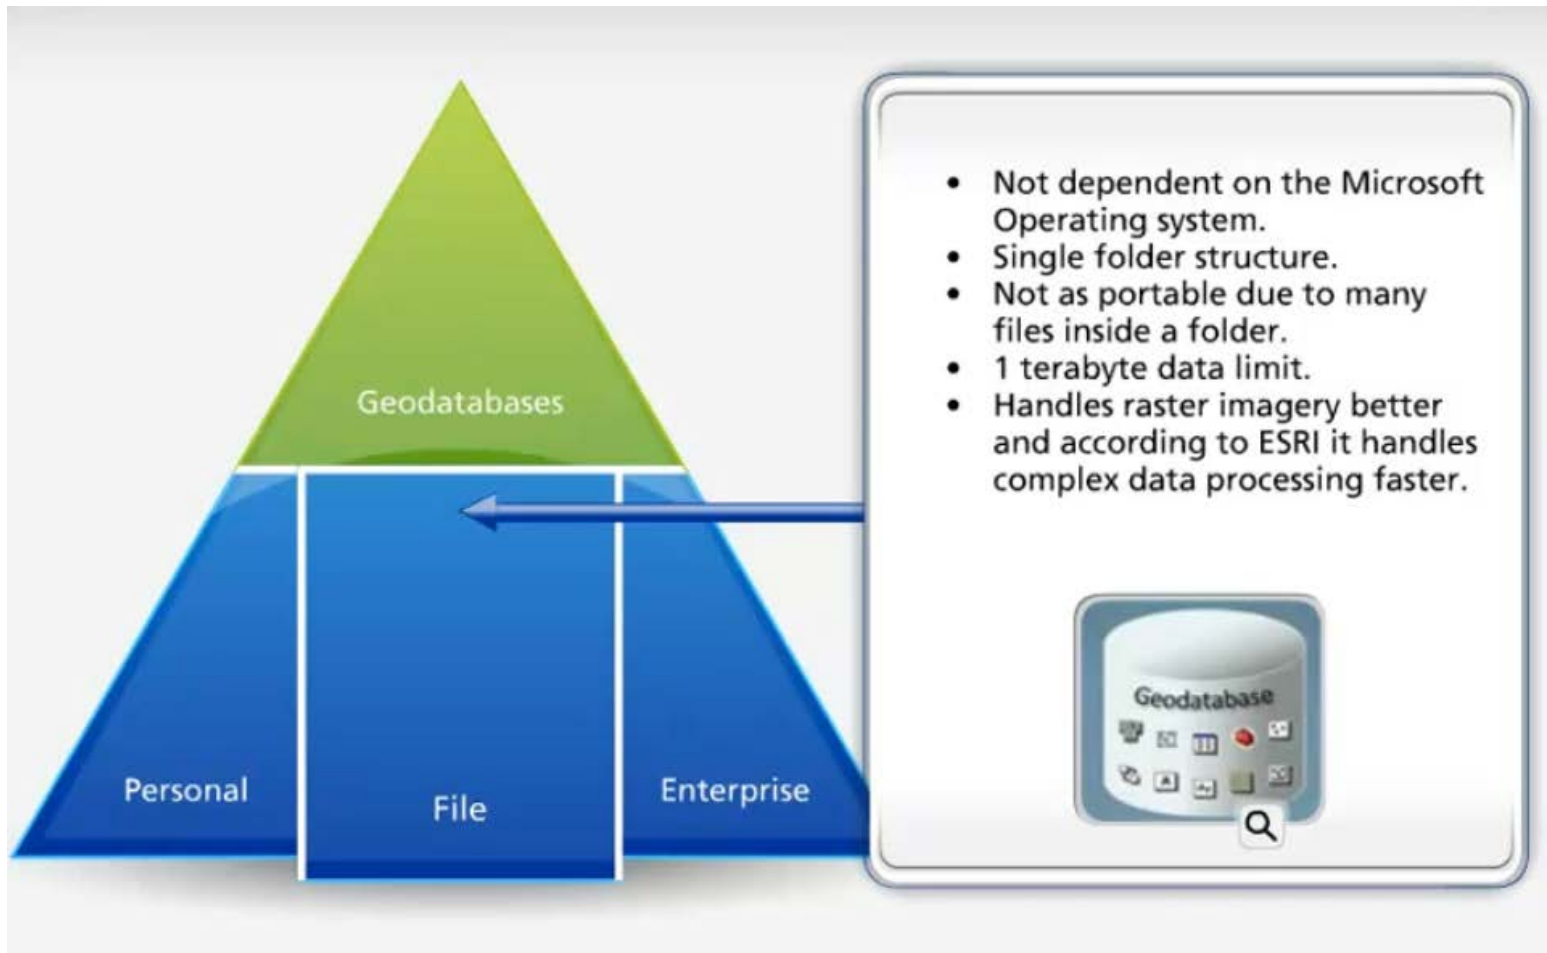 Geodatabases
Personal
File
Enterprise
• Not dependent on the Microsoft
Operating system.
• Single folder structure.
• Not as portable due to many
files inside a folder.
• 1 terabyte data limit.
• Handles raster imagery better
and according to ESRI it handles
complex data processing faster.
Geodatabase